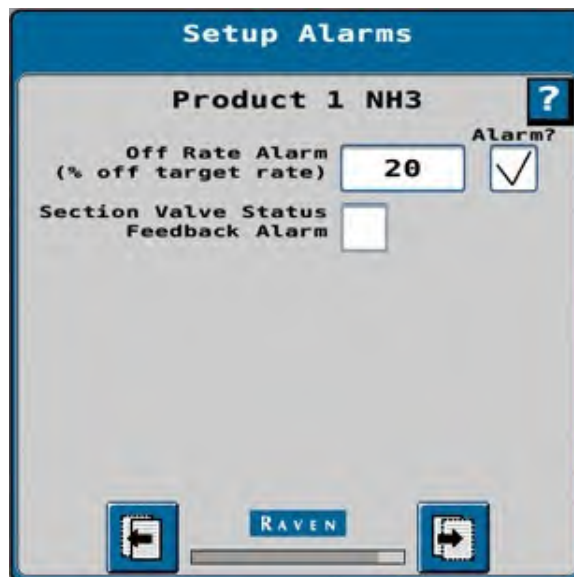 Setup Alarms
Product 1 NH3
?
Alarm?
Off Rate Alarm
(% off target rate)
20
Section Valve Status
Feedback Alarm
RAVEN